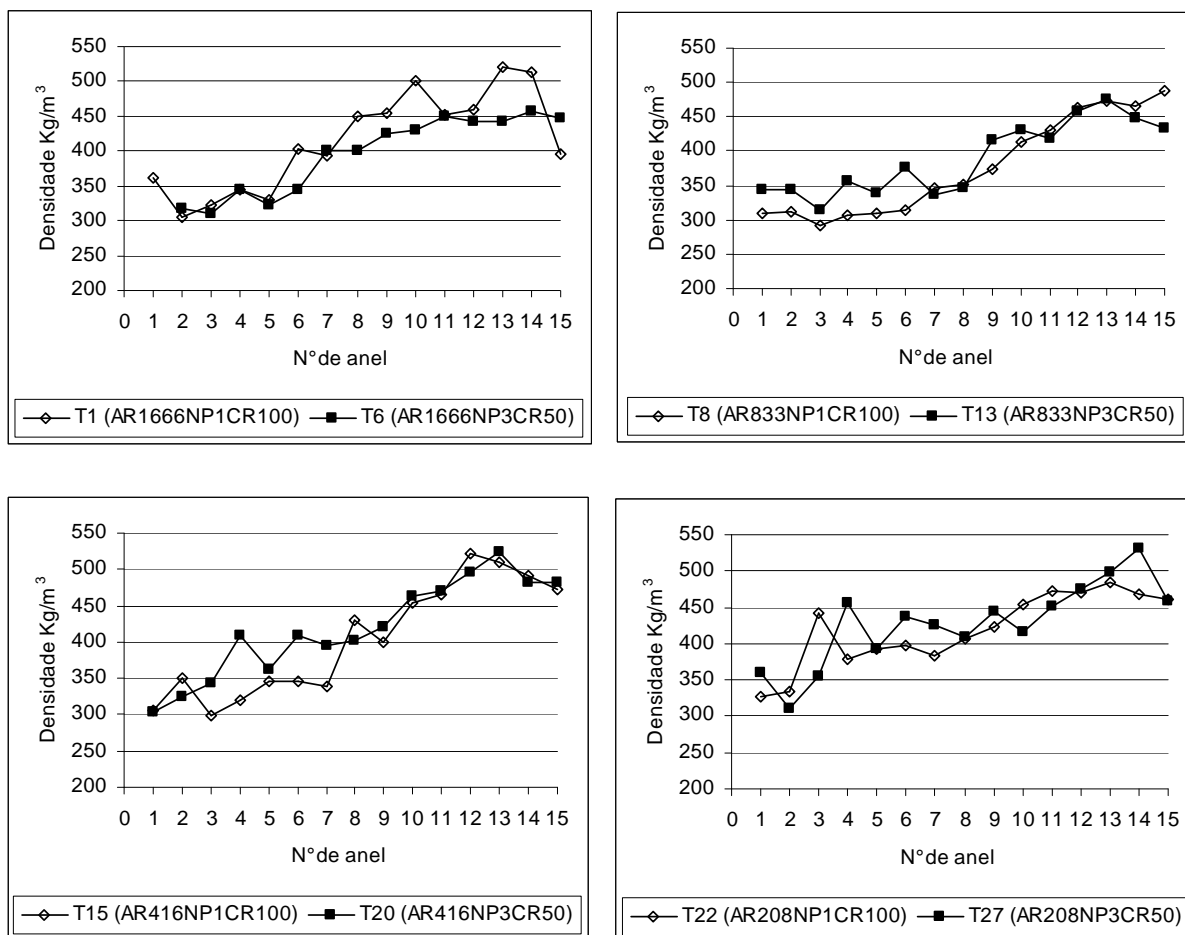 550
500
450
400
350
300
250
200
Densidade Kg/m³
0 1 2 3 4 5 6 7 8 9 10 11 12 13 14 15
N° de anel
T1 (AR1666NP1CR100) T6 (AR1666NP3CR50)
550
500
450
400
350
300
250
200
Densidade Kg/m³
0 1 2 3 4 5 6 7 8 9 10 11 12 13 14 15
N° de anel
T8 (AR833NP1CR100) T13 (AR833NP3CR50)
550
500
450
400
350
300
250
200
Densidade Kg/m³
0 1 2 3 4 5 6 7 8 9 10 11 12 13 14 15
N° de anel
T15 (AR416NP1CR100) T20 (AR416NP3CR50)
550
500
450
400
350
300
250
200
Densidade Kg/m³
0 1 2 3 4 5 6 7 8 9 10 11 12 13 14 15
N° de anel
T22 (AR208NP1CR100) T27 (AR208NP3CR50)